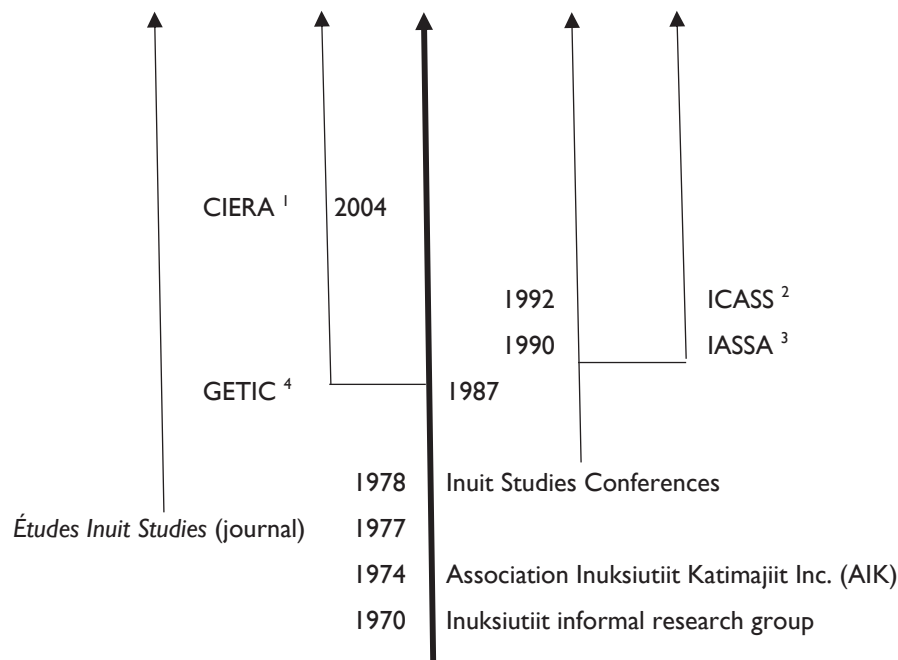 CIERA ¹ 2004
1992 ICASS ²
1990 IASSA ³
GETIC ⁴ 1987
1978 Inuit Studies Conferences
Études Inuit Studies (journal) 1977
1974 Association Inuksiutiit Katimajiit Inc. (AIK)
1970 Inuksiutiit informal research group